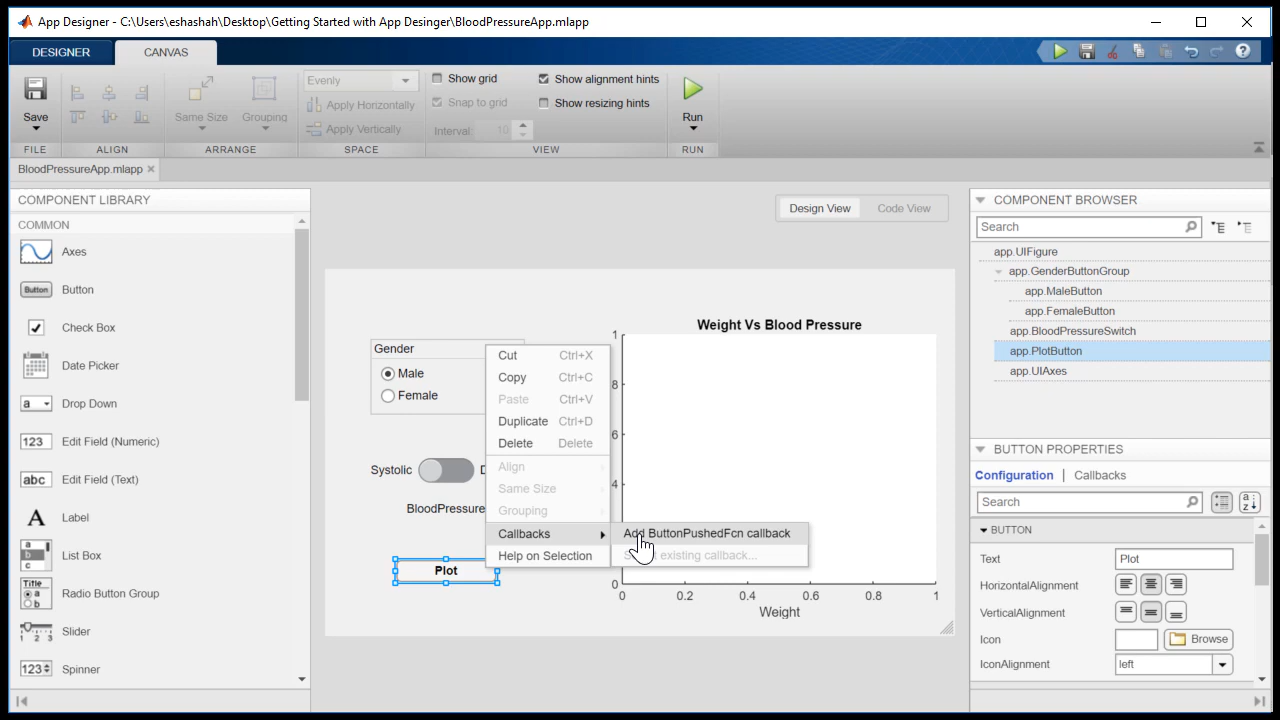 App Designer - C:\Users\eshashah\Desktop\Getting Started with App Desinger\BloodPressureApp.mlapp
DESIGNER
CANVAS
Save
FILE
ALIGN
Same Size
Grouping
ARRANGE
Evenly
Apply Horizontally
Apply Vertically
SPACE
Show grid
Show alignment hints
Snap to grid
Show resizing hints
Interval: 10
VIEW
Run
RUN
BloodPressureApp.mlapp
COMPONENT LIBRARY
COMMON
Axes
Button Button
Check Box
Date Picker
a Drop Down
123 Edit Field (Numeric)
abc Edit Field (Text)
A Label
a
b
c
List Box
Title
a
b
Radio Button Group
1 2 3
Slider
123 Spinner
Design View
Code View
Gender
Male
Female
Systolic
D
BloodPressure
Plot
Weight Vs Blood Pressure
1
8
6
4
0
0 0.2 0.4 0.6 0.8 1
Weight
Cut Ctrl+X
Copy Ctrl+C
Paste Ctrl+V
Duplicate Ctrl+D
Delete Delete
Align
Same Size
Grouping
Callbacks
Help on Selection
Add ButtonPushedFcn callback
existing callback...
COMPONENT BROWSER
Search
app.UIFigure
app.GenderButtonGroup
app.MaleButton
app.FemaleButton
app.BloodPressureSwitch
app.PlotButton
app.UIAxes
BUTTON PROPERTIES
Configuration | Callbacks
Search
a
z
BUTTON
Text Plot
HorizontalAlignment
VerticalAlignment
Icon Browse
IconAlignment left